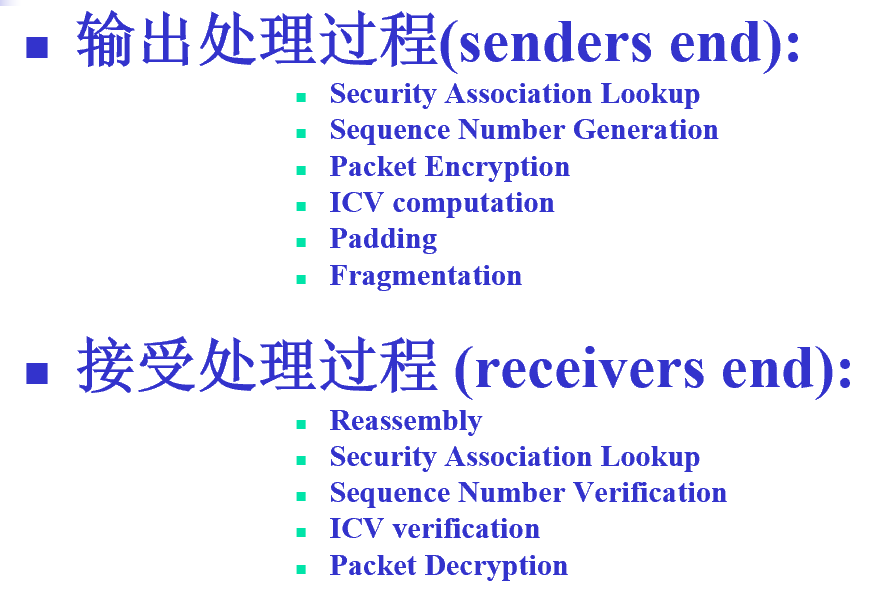 输出处理过程(senders end):
Security Association Lookup
Sequence Number Generation
Packet Encryption
ICV computation
Padding
Fragmentation
接受处理过程 (receivers end):
Reassembly
Security Association Lookup
Sequence Number Verification
ICV verification
Packet Decryption